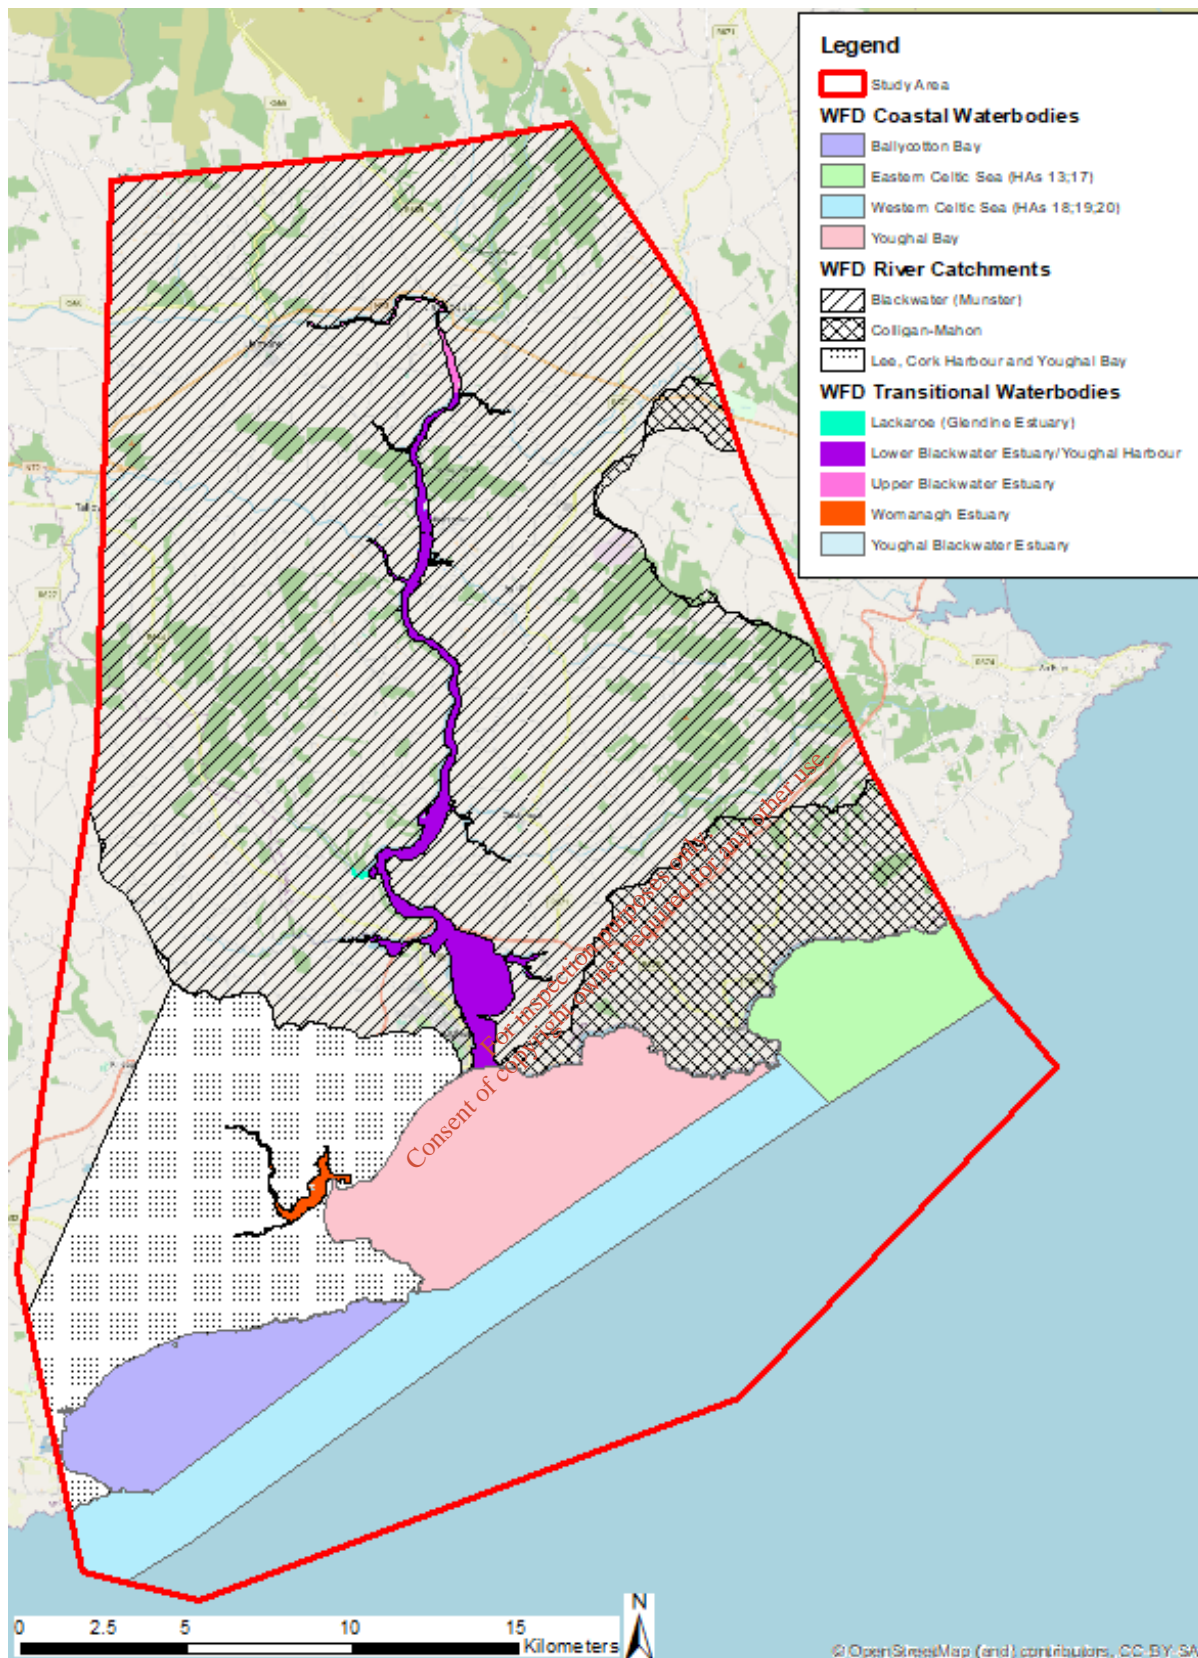 Legend
Study Area
WFD Coastal Waterbodies
Ballycotton Bay
Eastern Celtic Sea (HAs 13;17)
Western Celtic Sea (HAs 18;19;20)
Youghal Bay
WFD River Catchments
Blackwater (Munster)
Colligan-Mahon
Lee, Cork Harbour and Youghal Bay
WFD Transitional Waterbodies
Lackaroe (Glendine Estuary)
Lower Blackwater Estuary/Youghal Harbour
Upper Blackwater Estuary
Womanagh Estuary
Youghal Blackwater Estuary
For inspection purposes only.
Consent of copyright owner required for any other use.
N
0 2.5 5 10 15
Kilometers
© OpenStreetMap (and) contributors, CC-BY-SA